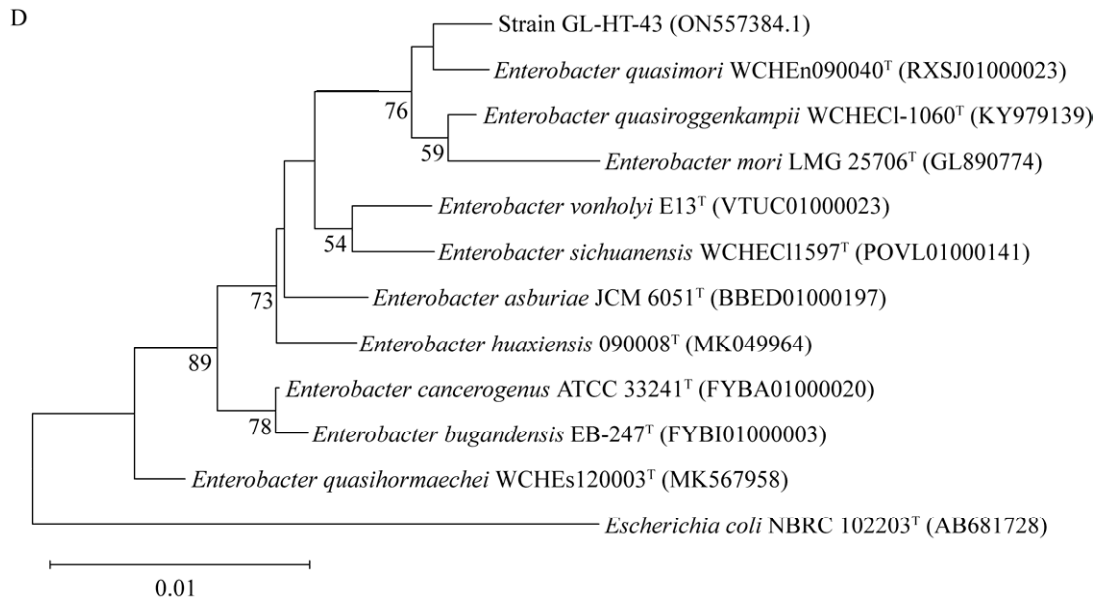 D
Strain GL-HT-43 (ON557384.1)
Enterobacter quasimori WCHEn090040ᵀ (RXSJ01000023)
76
Enterobacter quasiroggenkampii WCHECl-1060ᵀ (KY979139)
59
Enterobacter mori LMG 25706ᵀ (GL890774)
Enterobacter vonholyi E13ᵀ (VTUC01000023)
54
Enterobacter sichuanensis WCHECl1597ᵀ (POVL01000141)
73
Enterobacter asburiae JCM 6051ᵀ (BBED01000197)
Enterobacter huaxiensis 090008ᵀ (MK049964)
89
Enterobacter cancerogenus ATCC 33241ᵀ (FYBA01000020)
78
Enterobacter bugandensis EB-247ᵀ (FYBI01000003)
Enterobacter quasihormaechei WCHEs120003ᵀ (MK567958)
Escherichia coli NBRC 102203ᵀ (AB681728)
0.01